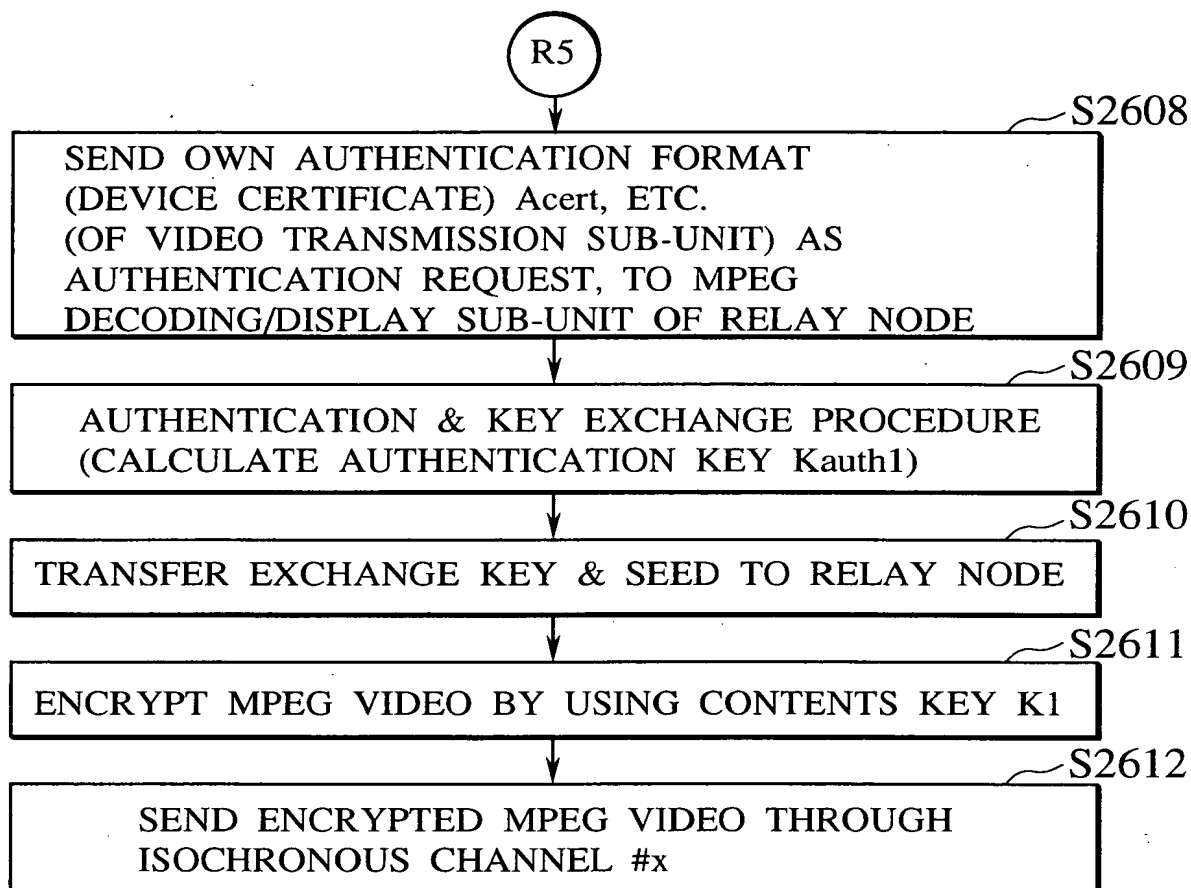 R5
S2608
SEND OWN AUTHENTICATION FORMAT
(DEVICE CERTIFICATE) Acert, ETC.
(OF VIDEO TRANSMISSION SUB-UNIT) AS
AUTHENTICATION REQUEST, TO MPEG
DECODING/DISPLAY SUB-UNIT OF RELAY NODE
S2609
AUTHENTICATION & KEY EXCHANGE PROCEDURE
(CALCULATE AUTHENTICATION KEY Kauth1)
S2610
TRANSFER EXCHANGE KEY & SEED TO RELAY NODE
S2611
ENCRYPT MPEG VIDEO BY USING CONTENTS KEY K1
S2612
SEND ENCRYPTED MPEG VIDEO THROUGH
ISOCHRONOUS CHANNEL #x